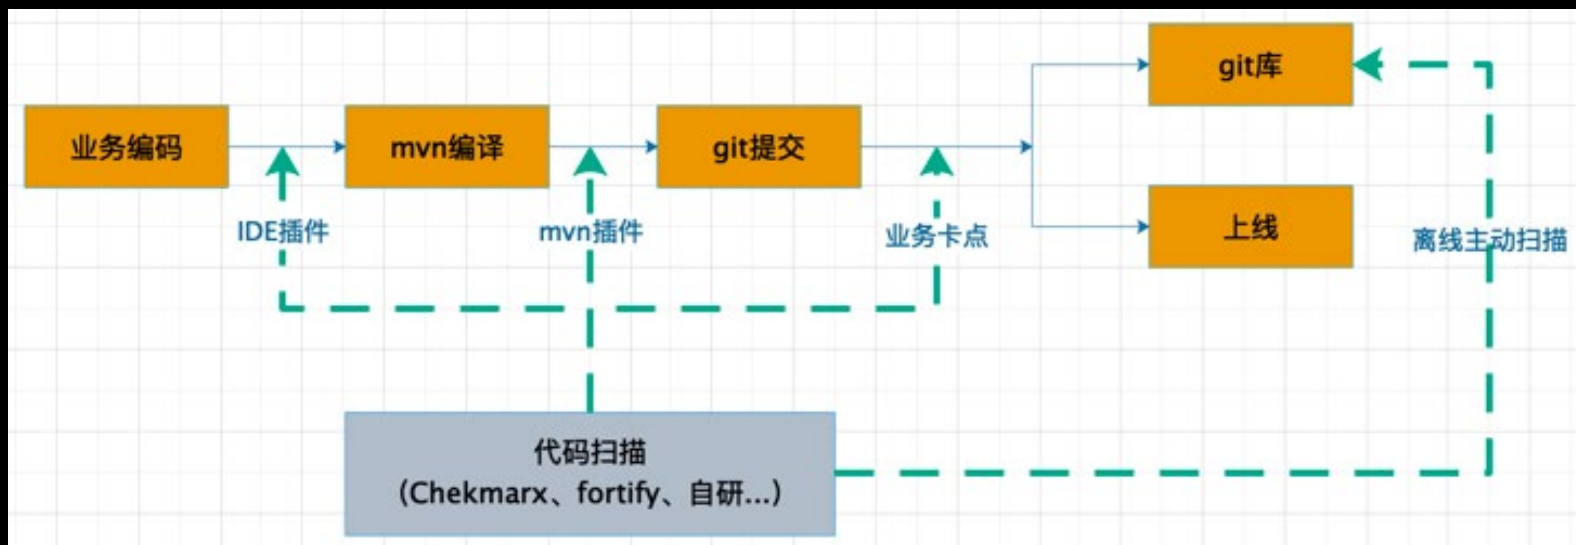 git库
业务编码
mvn编译
git提交
IDE插件
mvn插件
业务卡点
上线
离线主动扫描
代码扫描
（Chekmarx、fortify、自研...）